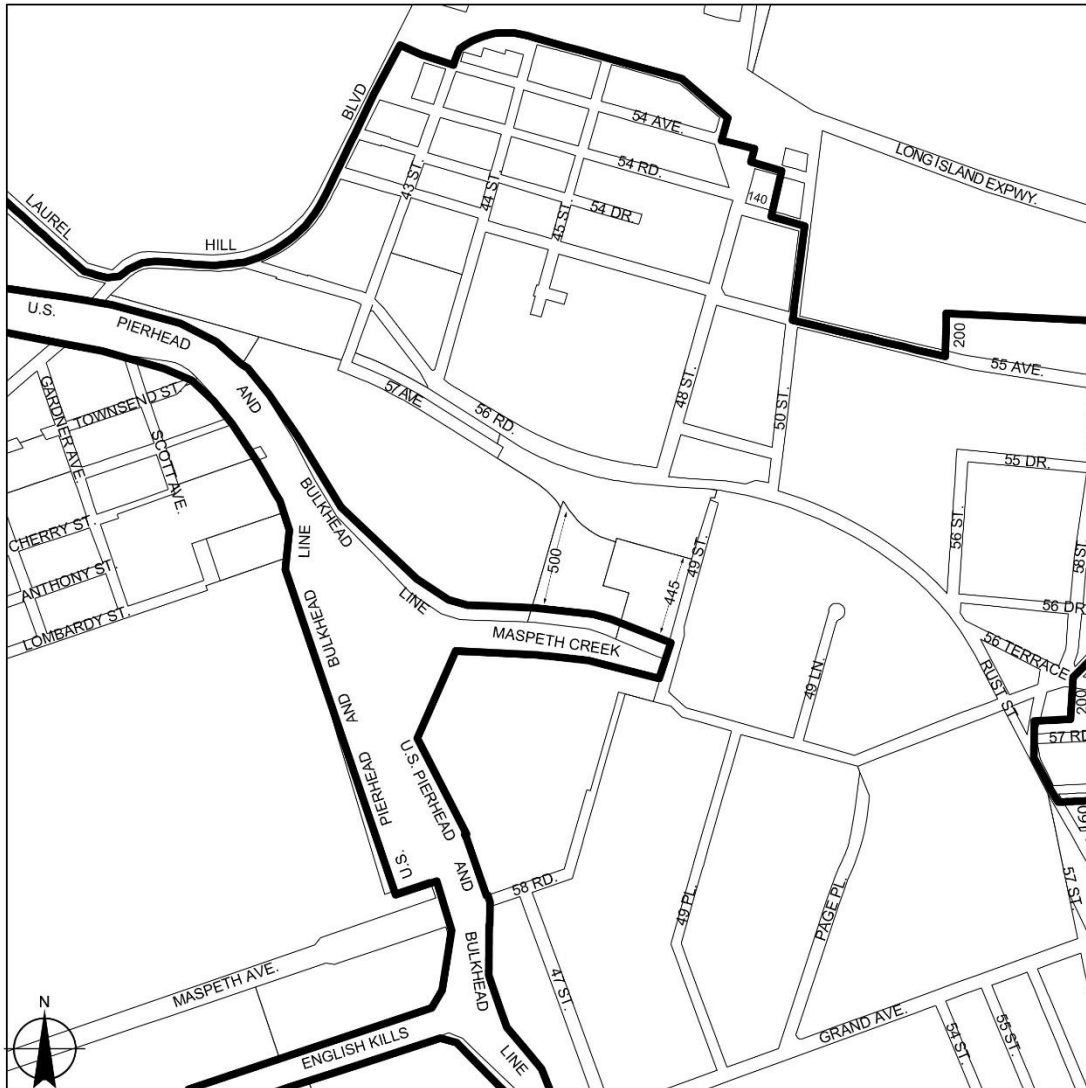 BLVD
LAUREL
HILL
43 ST.
44 ST.
45 ST.
54 AVE.
54 RD.
54 DR.
140
LONG ISLAND EXPWY.
U.S.
PIERHEAD
AND
BULKHEAD
LINE
200
55 AVE.
57 AVE
56 RD.
48 ST.
50 ST.
GARDNER AVE.
TOWNSEND ST.
SCOTT AVE.
CHERRY ST.
ANTHONY ST.
LOMBARDY ST.
55 DR.
56 ST.
58 ST.
56 DR.
56 TERRACE
RUST ST.
500
445
49 ST.
49 LN.
MASPETH CREEK
LINE
BULKHEAD
AND
PIERHEAD
U.S.
U.S. PIERHEAD
AND
BULKHEAD
LINE
200
57 RD
160
57 ST.
58 RD.
49 PL.
PAGE PL.
47 ST.
MASPETH AVE.
ENGLISH KILLS
GRAND AVE.
54 ST.
55 ST.
N